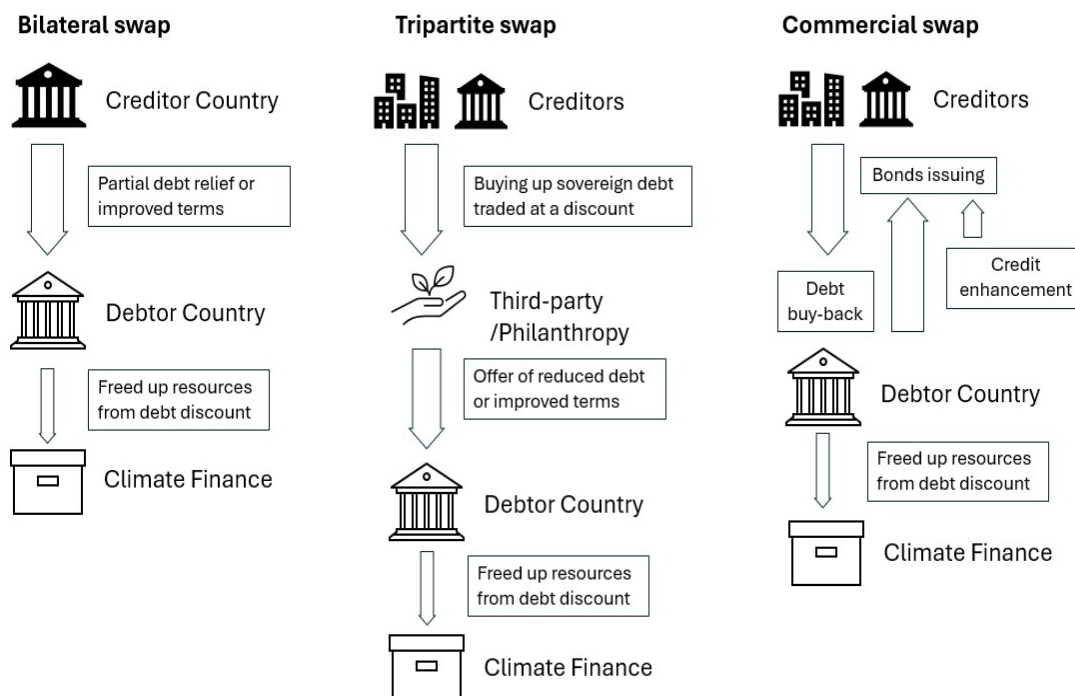 Bilateral swap
Creditor Country
Partial debt relief or
improved terms
Debtor Country
Freed up resources
from debt discount
Climate Finance
Tripartite swap
Creditors
Buying up sovereign debt
traded at a discount
Third-party
/Philanthropy
Offer of reduced debt
or improved terms
Debtor Country
Freed up resources
from debt discount
Climate Finance
Commercial swap
Creditors
Bonds issuing
Credit
enhancement
Debt
buy-back
Debtor Country
Freed up resources
from debt discount
Climate Finance